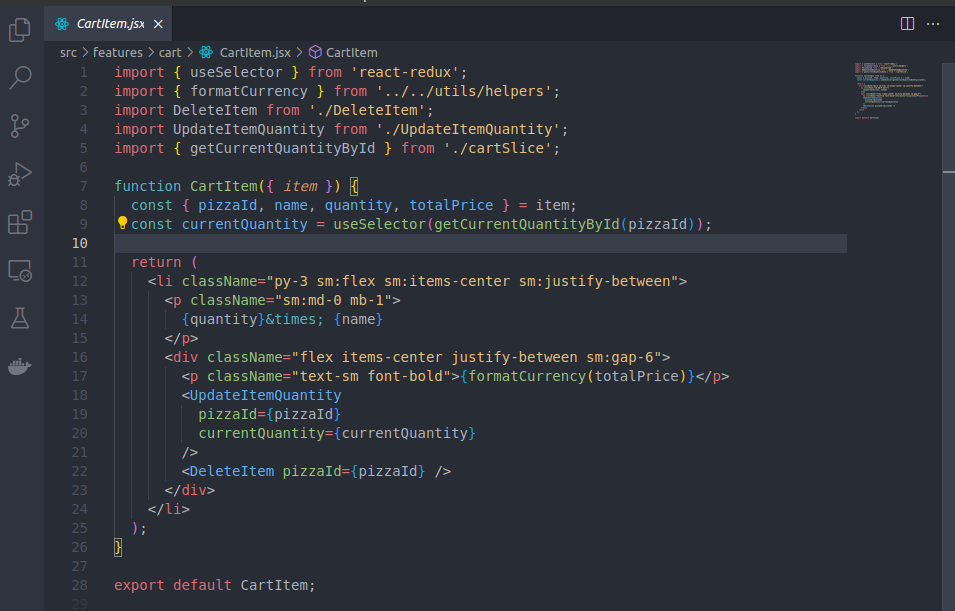 CartItem.jsx
src > features > cart > CartItem.jsx > CartItem
1 import { useSelector } from 'react-redux';
2 import { formatCurrency } from '../../utils/helpers';
3 import DeleteItem from './DeleteItem';
4 import UpdateItemQuantity from './UpdateItemQuantity';
5 import { getCurrentQuantityById } from './cartSlice';
6
7 function CartItem({ item }) {
8   const { pizzaId, name, quantity, totalPrice } = item;
9   const currentQuantity = useSelector(getCurrentQuantityById(pizzaId));
10
11   return (
12     <li className="py-3 sm:flex sm:items-center sm:justify-between">
13       <p className="sm:md-0 mb-1">
14         {quantity}&times; {name}
15       </p>
16       <div className="flex items-center justify-between sm:gap-6">
17         <p className="text-sm font-bold">{formatCurrency(totalPrice)}</p>
18         <UpdateItemQuantity
19           pizzaId={pizzaId}
20           currentQuantity={currentQuantity}
21         />
22         <DeleteItem pizzaId={pizzaId} />
23       </div>
24     </li>
25   );
26 }
27
28 export default CartItem;
29